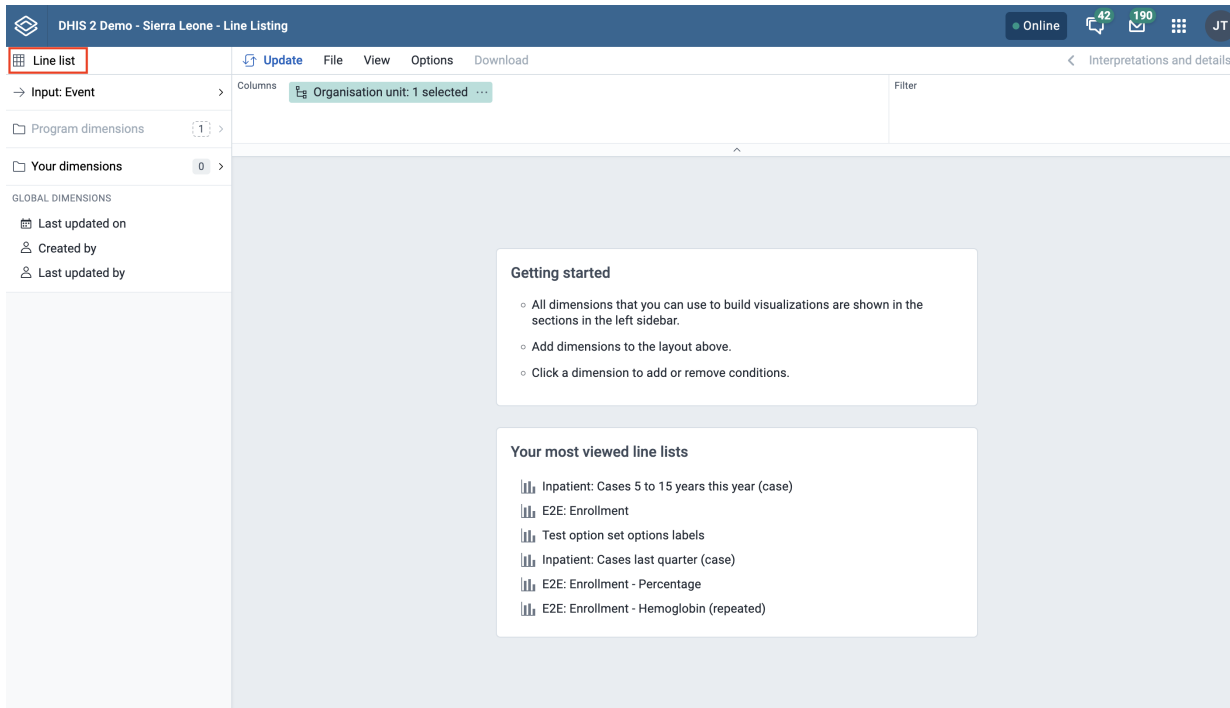 DHIS 2 Demo - Sierra Leone - Line Listing
Online
42
190
JT
Line list
Update File View Options Download
Interpretations and details
Input: Event
Columns
Organisation unit: 1 selected
Filter
Program dimensions 1
Your dimensions 0
GLOBAL DIMENSIONS
Last updated on
Created by
Last updated by
Getting started
All dimensions that you can use to build visualizations are shown in the
sections in the left sidebar.
Add dimensions to the layout above.
Click a dimension to add or remove conditions.
Your most viewed line lists
Inpatient: Cases 5 to 15 years this year (case)
E2E: Enrollment
Test option set options labels
Inpatient: Cases last quarter (case)
E2E: Enrollment - Percentage
E2E: Enrollment - Hemoglobin (repeated)